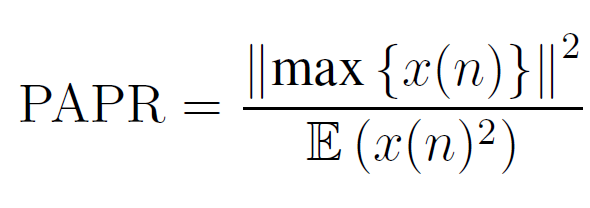 PAPR = ‖max {x(n)}‖² / 𝔼 (x(n)²)